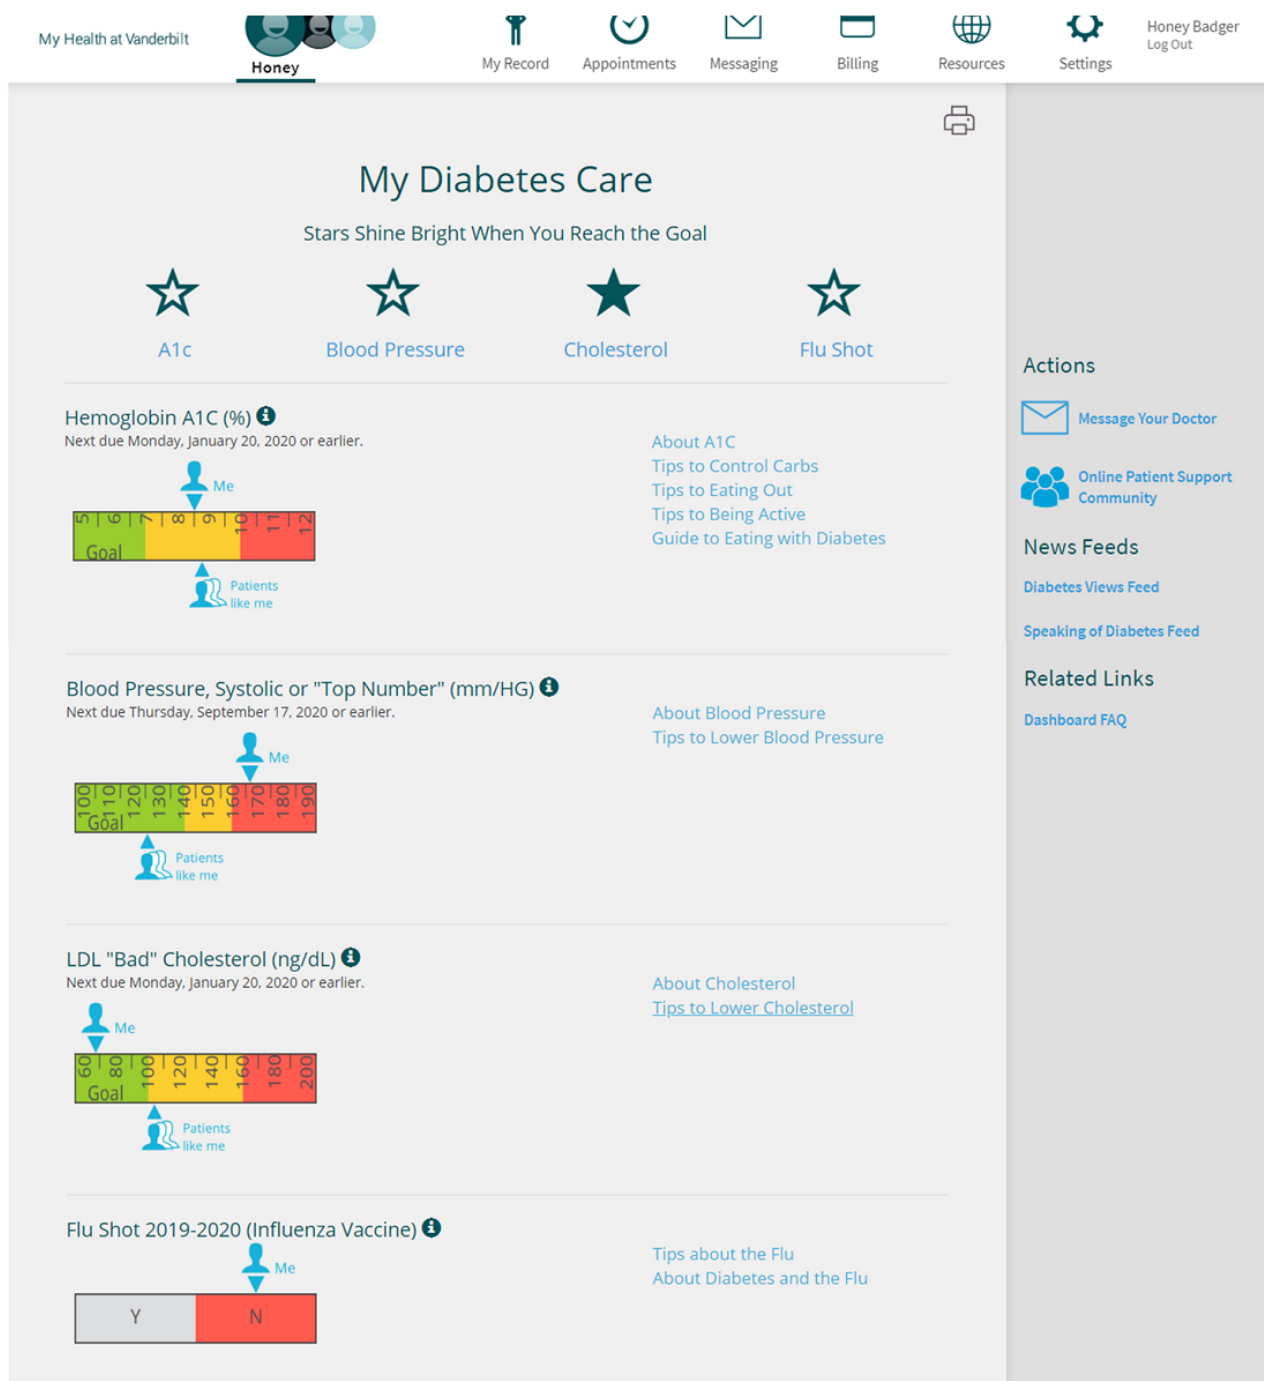 My Health at Vanderbilt
Honey
My Record
Appointments
Messaging
Billing
Resources
Settings
Honey Badger
Log Out
My Diabetes Care
Stars Shine Bright When You Reach the Goal
A1c
Blood Pressure
Cholesterol
Flu Shot
Hemoglobin A1C (%)
Next due Monday, January 20, 2020 or earlier.
Me
5 6 7 8 9 10 11 12
Goal
Patients
like me
About A1C
Tips to Control Carbs
Tips to Eating Out
Tips to Being Active
Guide to Eating with Diabetes
Blood Pressure, Systolic or "Top Number" (mm/HG)
Next due Thursday, September 17, 2020 or earlier.
Me
100 110 120 130 140 150 160 170 180 190
Goal
Patients
like me
About Blood Pressure
Tips to Lower Blood Pressure
LDL "Bad" Cholesterol (ng/dL)
Next due Monday, January 20, 2020 or earlier.
Me
60 80 100 120 140 160 180 200
Goal
Patients
like me
About Cholesterol
Tips to Lower Cholesterol
Flu Shot 2019-2020 (Influenza Vaccine)
Me
Y
N
Tips about the Flu
About Diabetes and the Flu
Actions
Message Your Doctor
Online Patient Support
Community
News Feeds
Diabetes Views Feed
Speaking of Diabetes Feed
Related Links
Dashboard FAQ